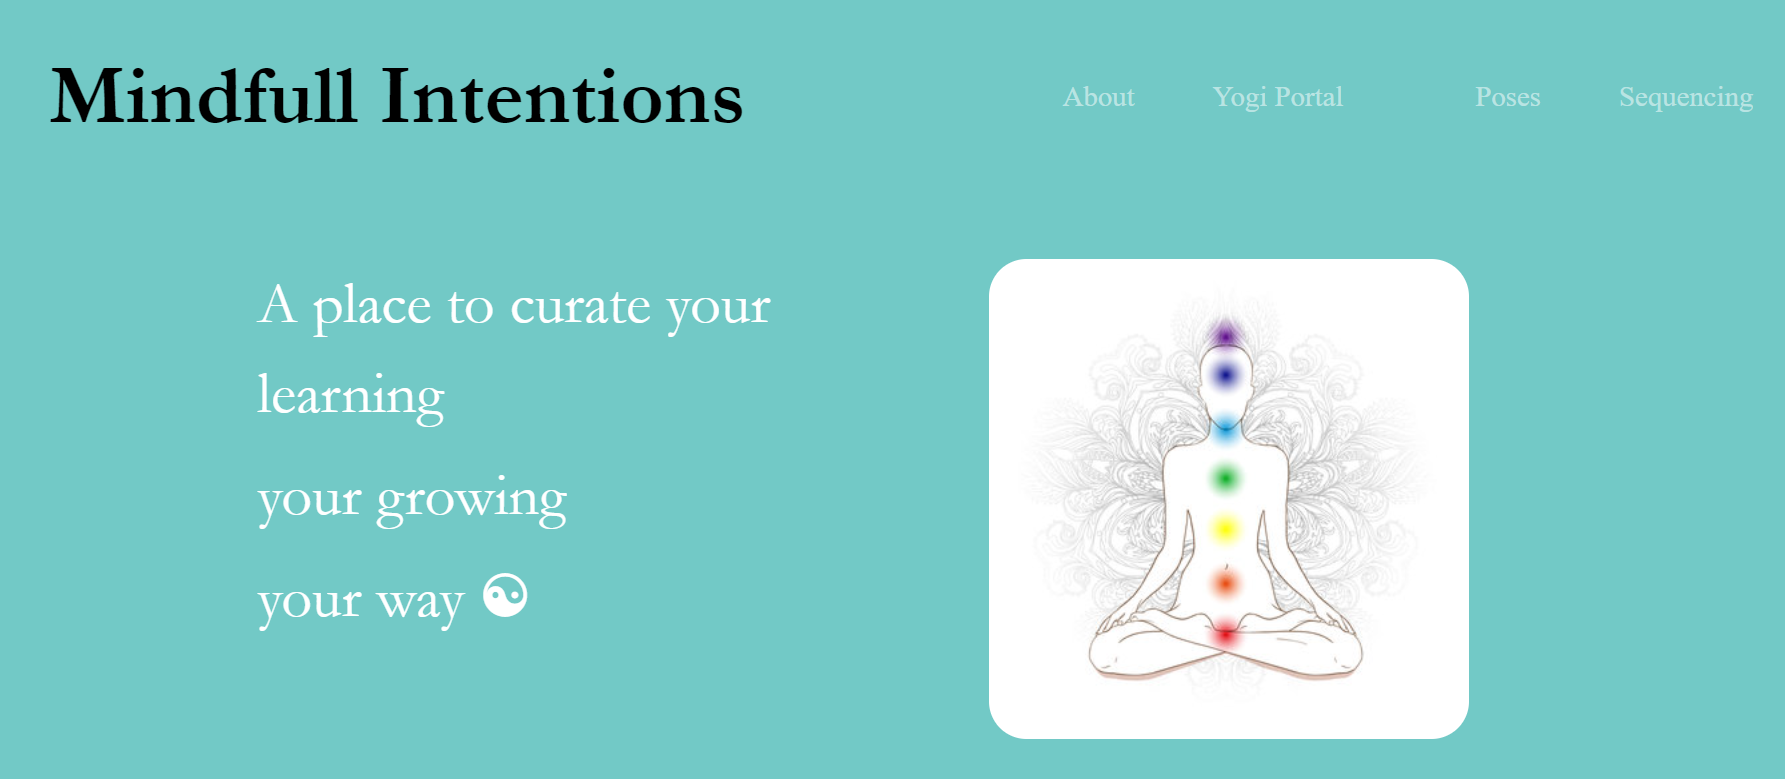 Mindfull Intentions
About Yogi Portal Poses Sequencing
A place to curate your
learning
your growing
your way ☯